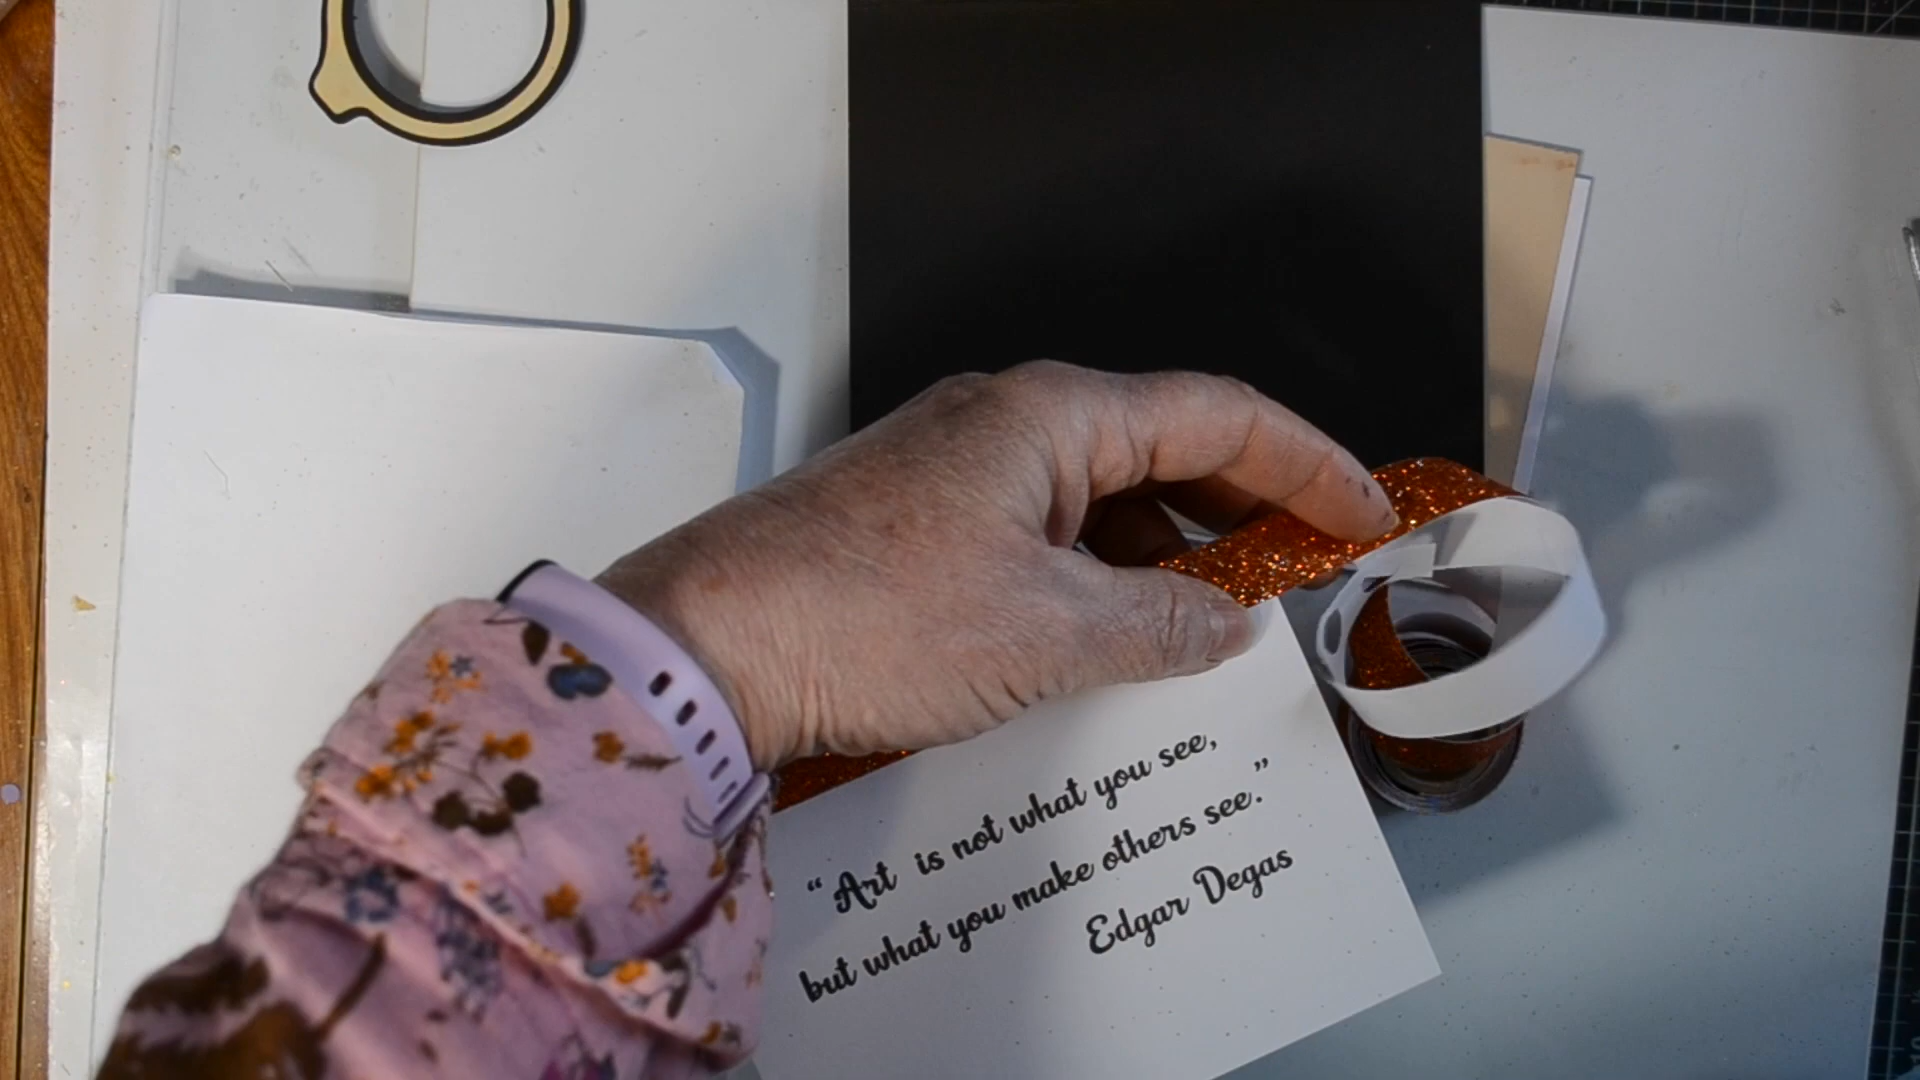 “Art is not what you see,
but what you make others see.”
Edgar Degas